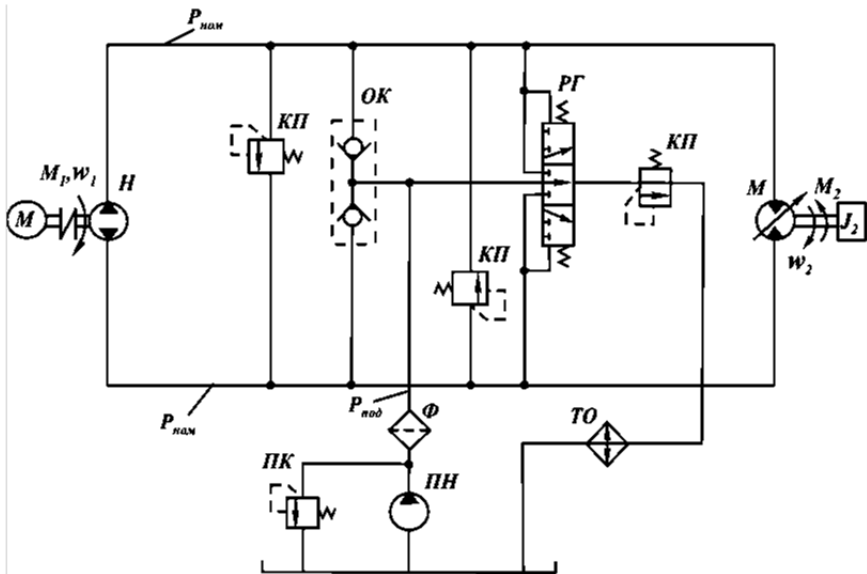 Pном
КП
ОК
РГ
КП
M1,w1
Н
М
М
M2
J2
w2
КП
Pном
Pпод
Ф
ТО
ПК
ПН